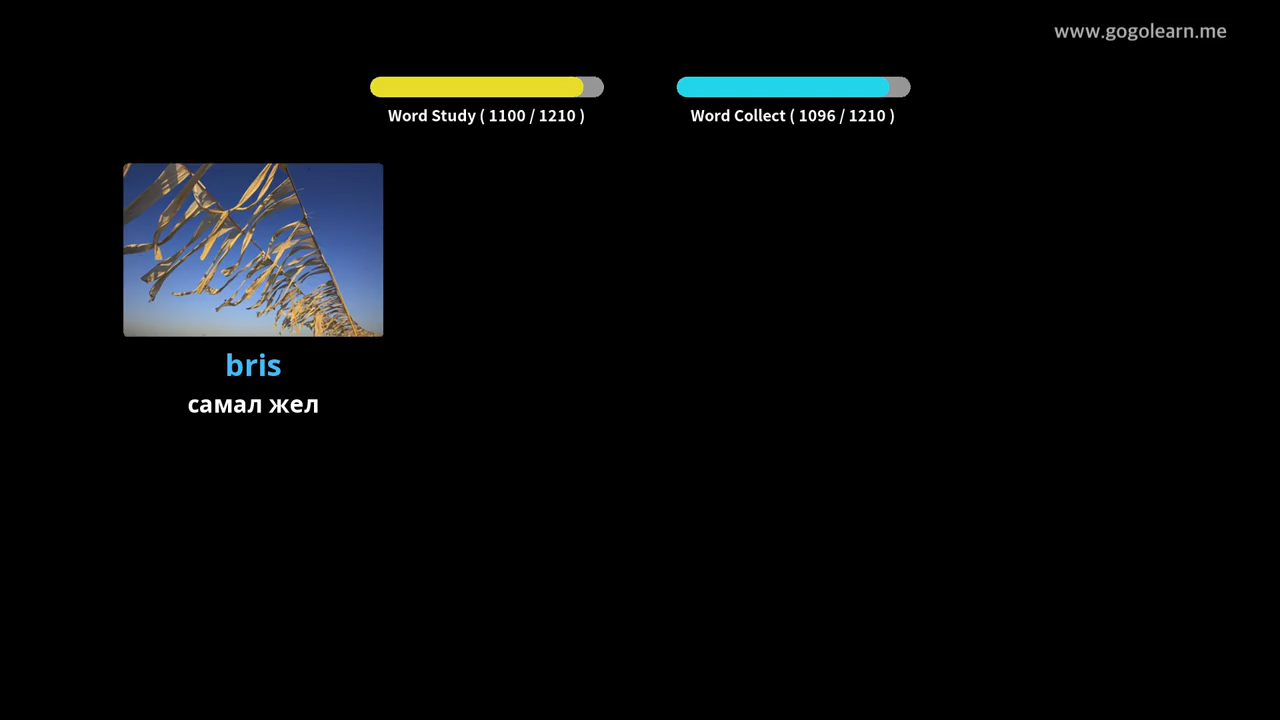 www.gogolearn.me
Word Study ( 1100 / 1210 )
Word Collect ( 1096 / 1210 )
bris
самал жел